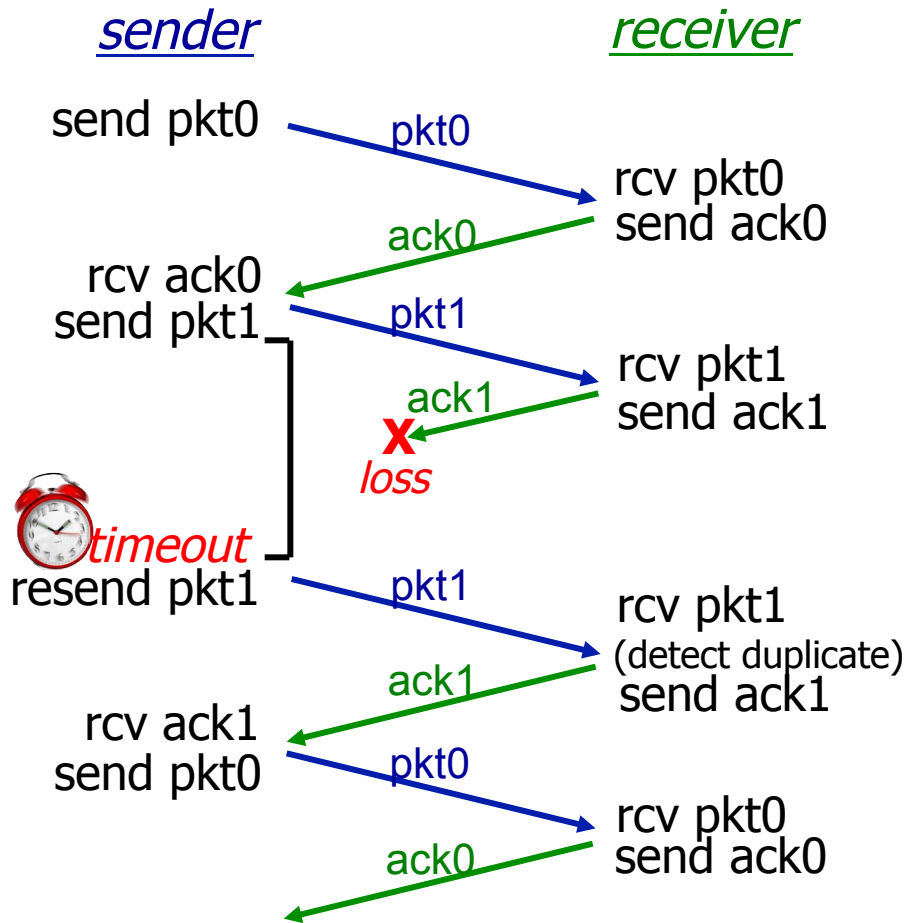 sender
receiver
send pkt0
pkt0
rcv pkt0
send ack0
ack0
rcv ack0
send pkt1
pkt1
rcv pkt1
send ack1
ack1
X
loss
timeout
resend pkt1
pkt1
rcv pkt1
(detect duplicate)
send ack1
ack1
rcv ack1
send pkt0
pkt0
rcv pkt0
send ack0
ack0